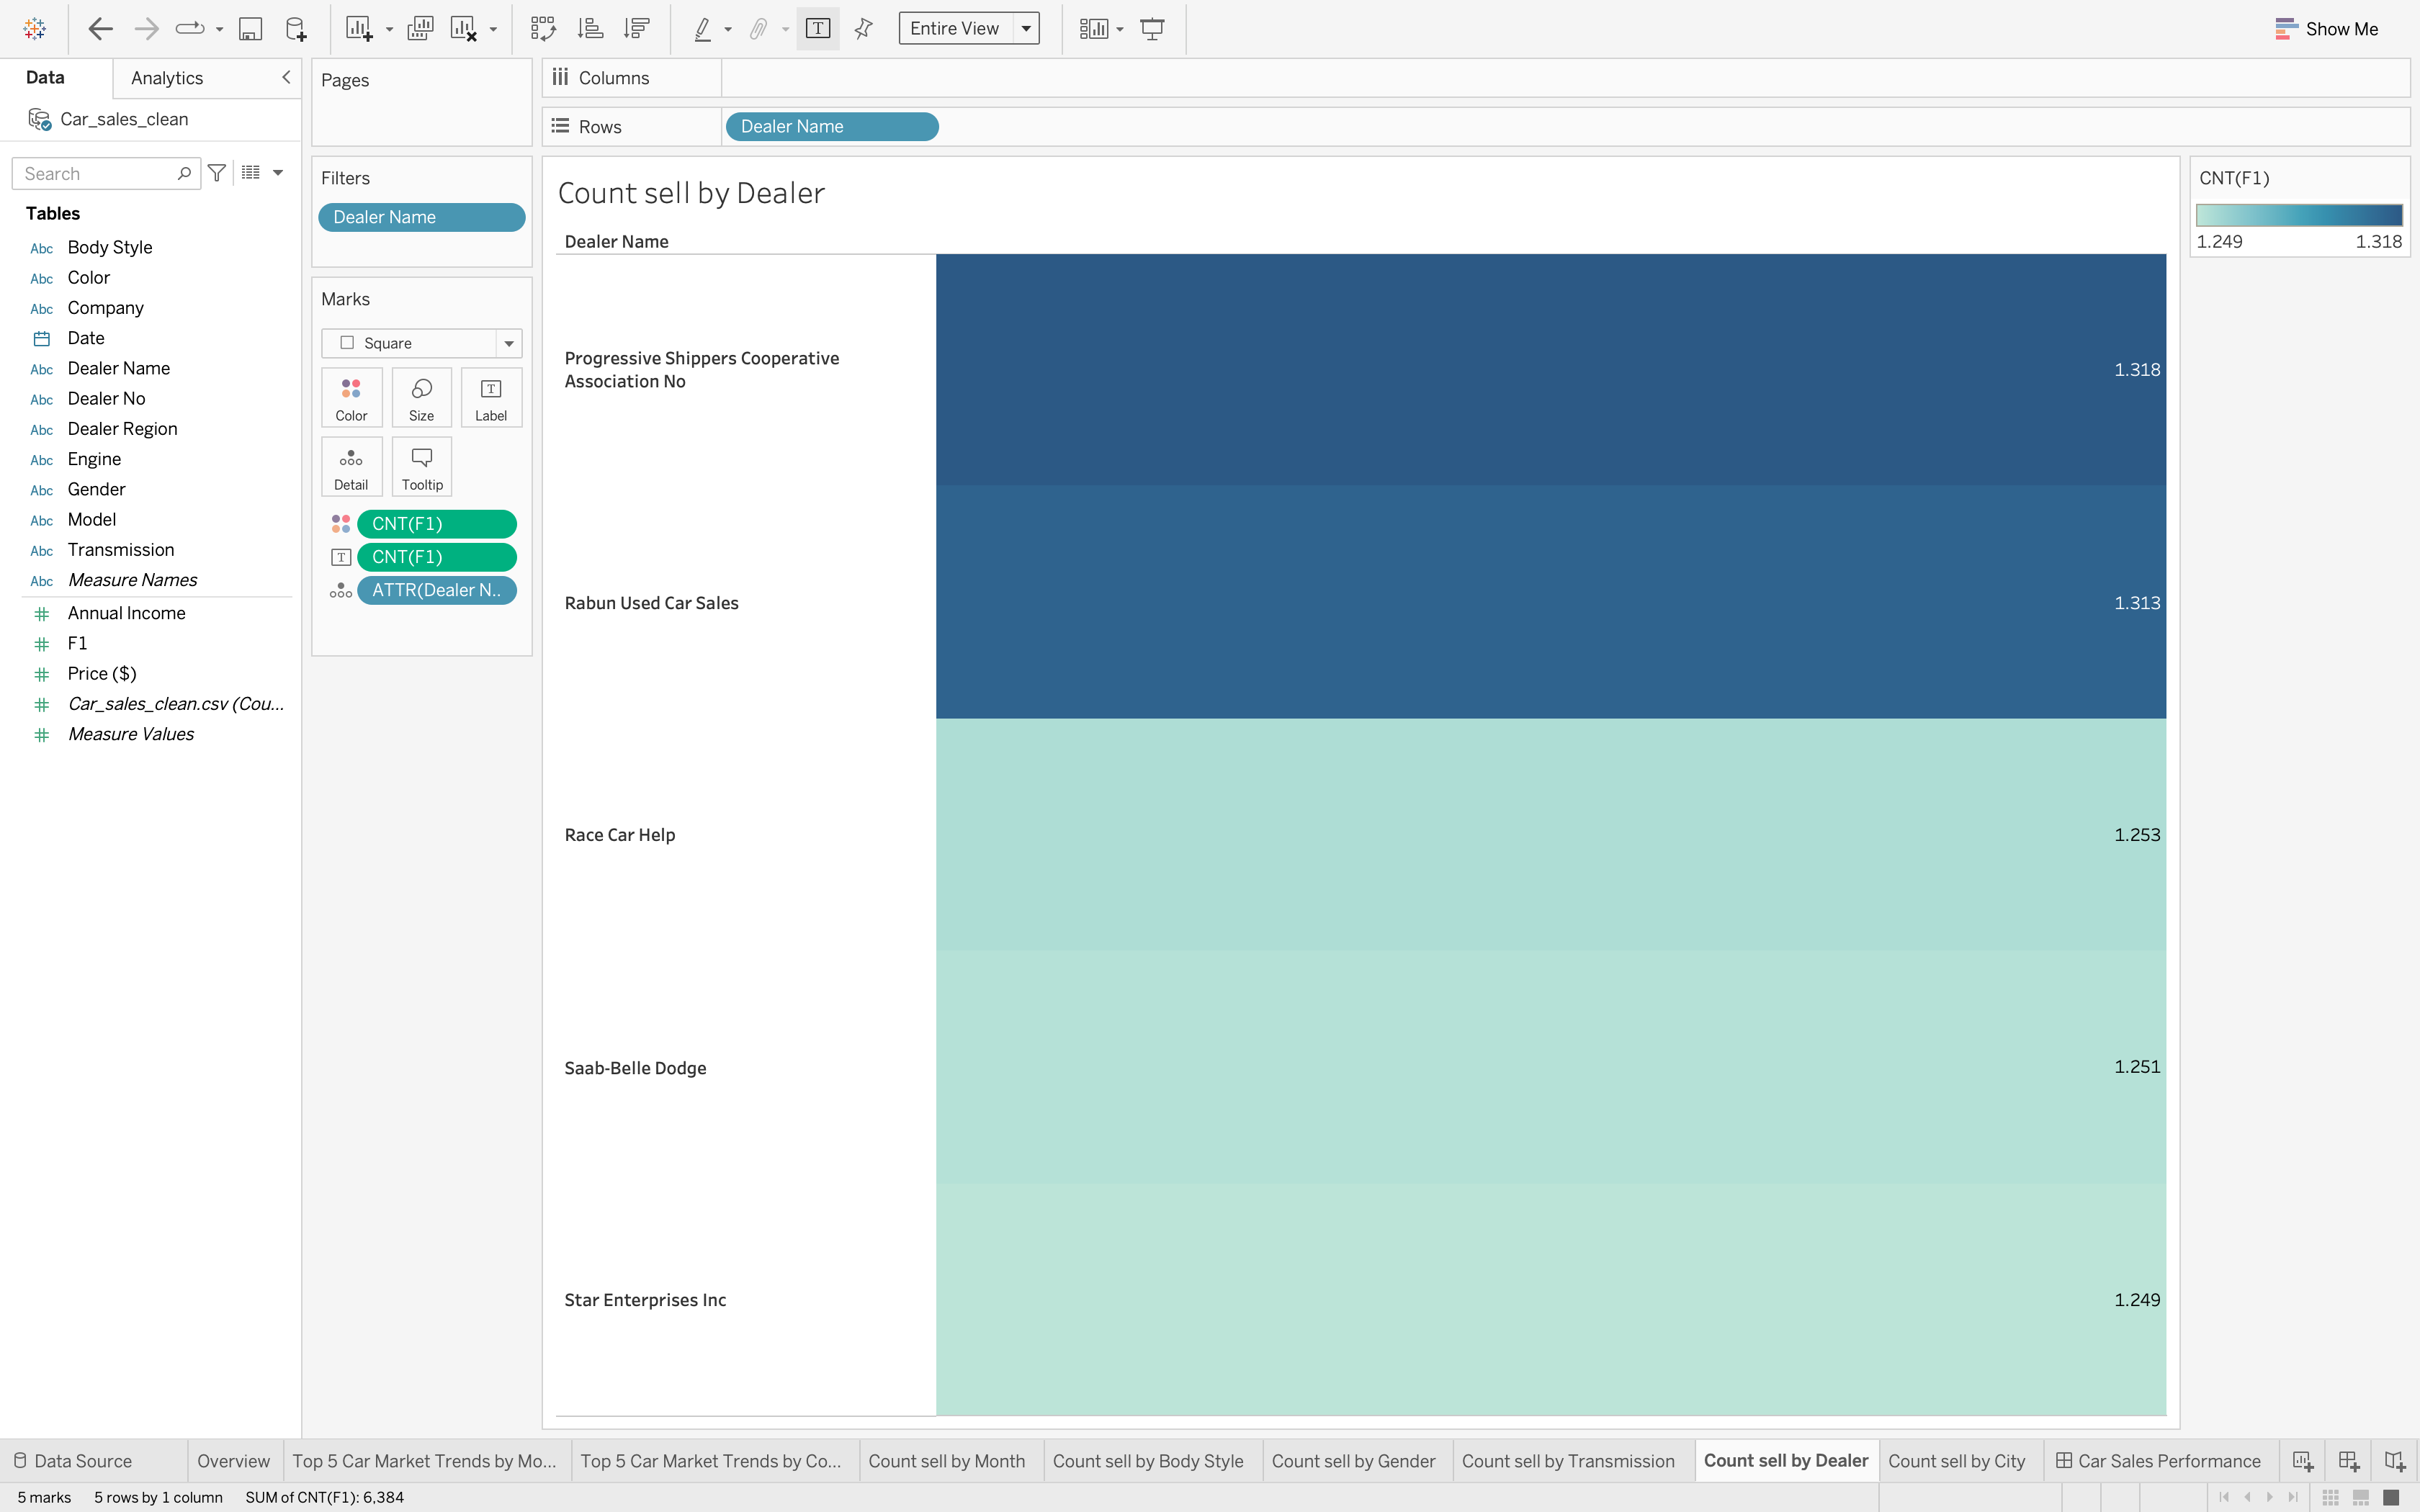 Entire View
Show Me
Data
Analytics
Car_sales_clean
Search
Tables
Abc Body Style
Abc Color
Abc Company
Date
Abc Dealer Name
Abc Dealer No
Abc Dealer Region
Abc Engine
Abc Gender
Abc Model
Abc Transmission
Abc Measure Names
# Annual Income
# F1
# Price ($)
# Car_sales_clean.csv (Cou...
# Measure Values
Pages
Filters
Dealer Name
Marks
Square
Color
Size
T
Label
Detail
Tooltip
CNT(F1)
T CNT(F1)
ATTR(Dealer N..
Columns
Rows
Dealer Name
Count sell by Dealer
Dealer Name
Progressive Shippers Cooperative
Association No
1.318
Rabun Used Car Sales
1.313
Race Car Help
1.253
Saab-Belle Dodge
1.251
Star Enterprises Inc
1.249
CNT(F1)
1.249 1.318
Data Source
Overview
Top 5 Car Market Trends by Mo...
Top 5 Car Market Trends by Co...
Count sell by Month
Count sell by Body Style
Count sell by Gender
Count sell by Transmission
Count sell by Dealer
Count sell by City
Car Sales Performance
5 marks 5 rows by 1 column SUM of CNT(F1): 6,384